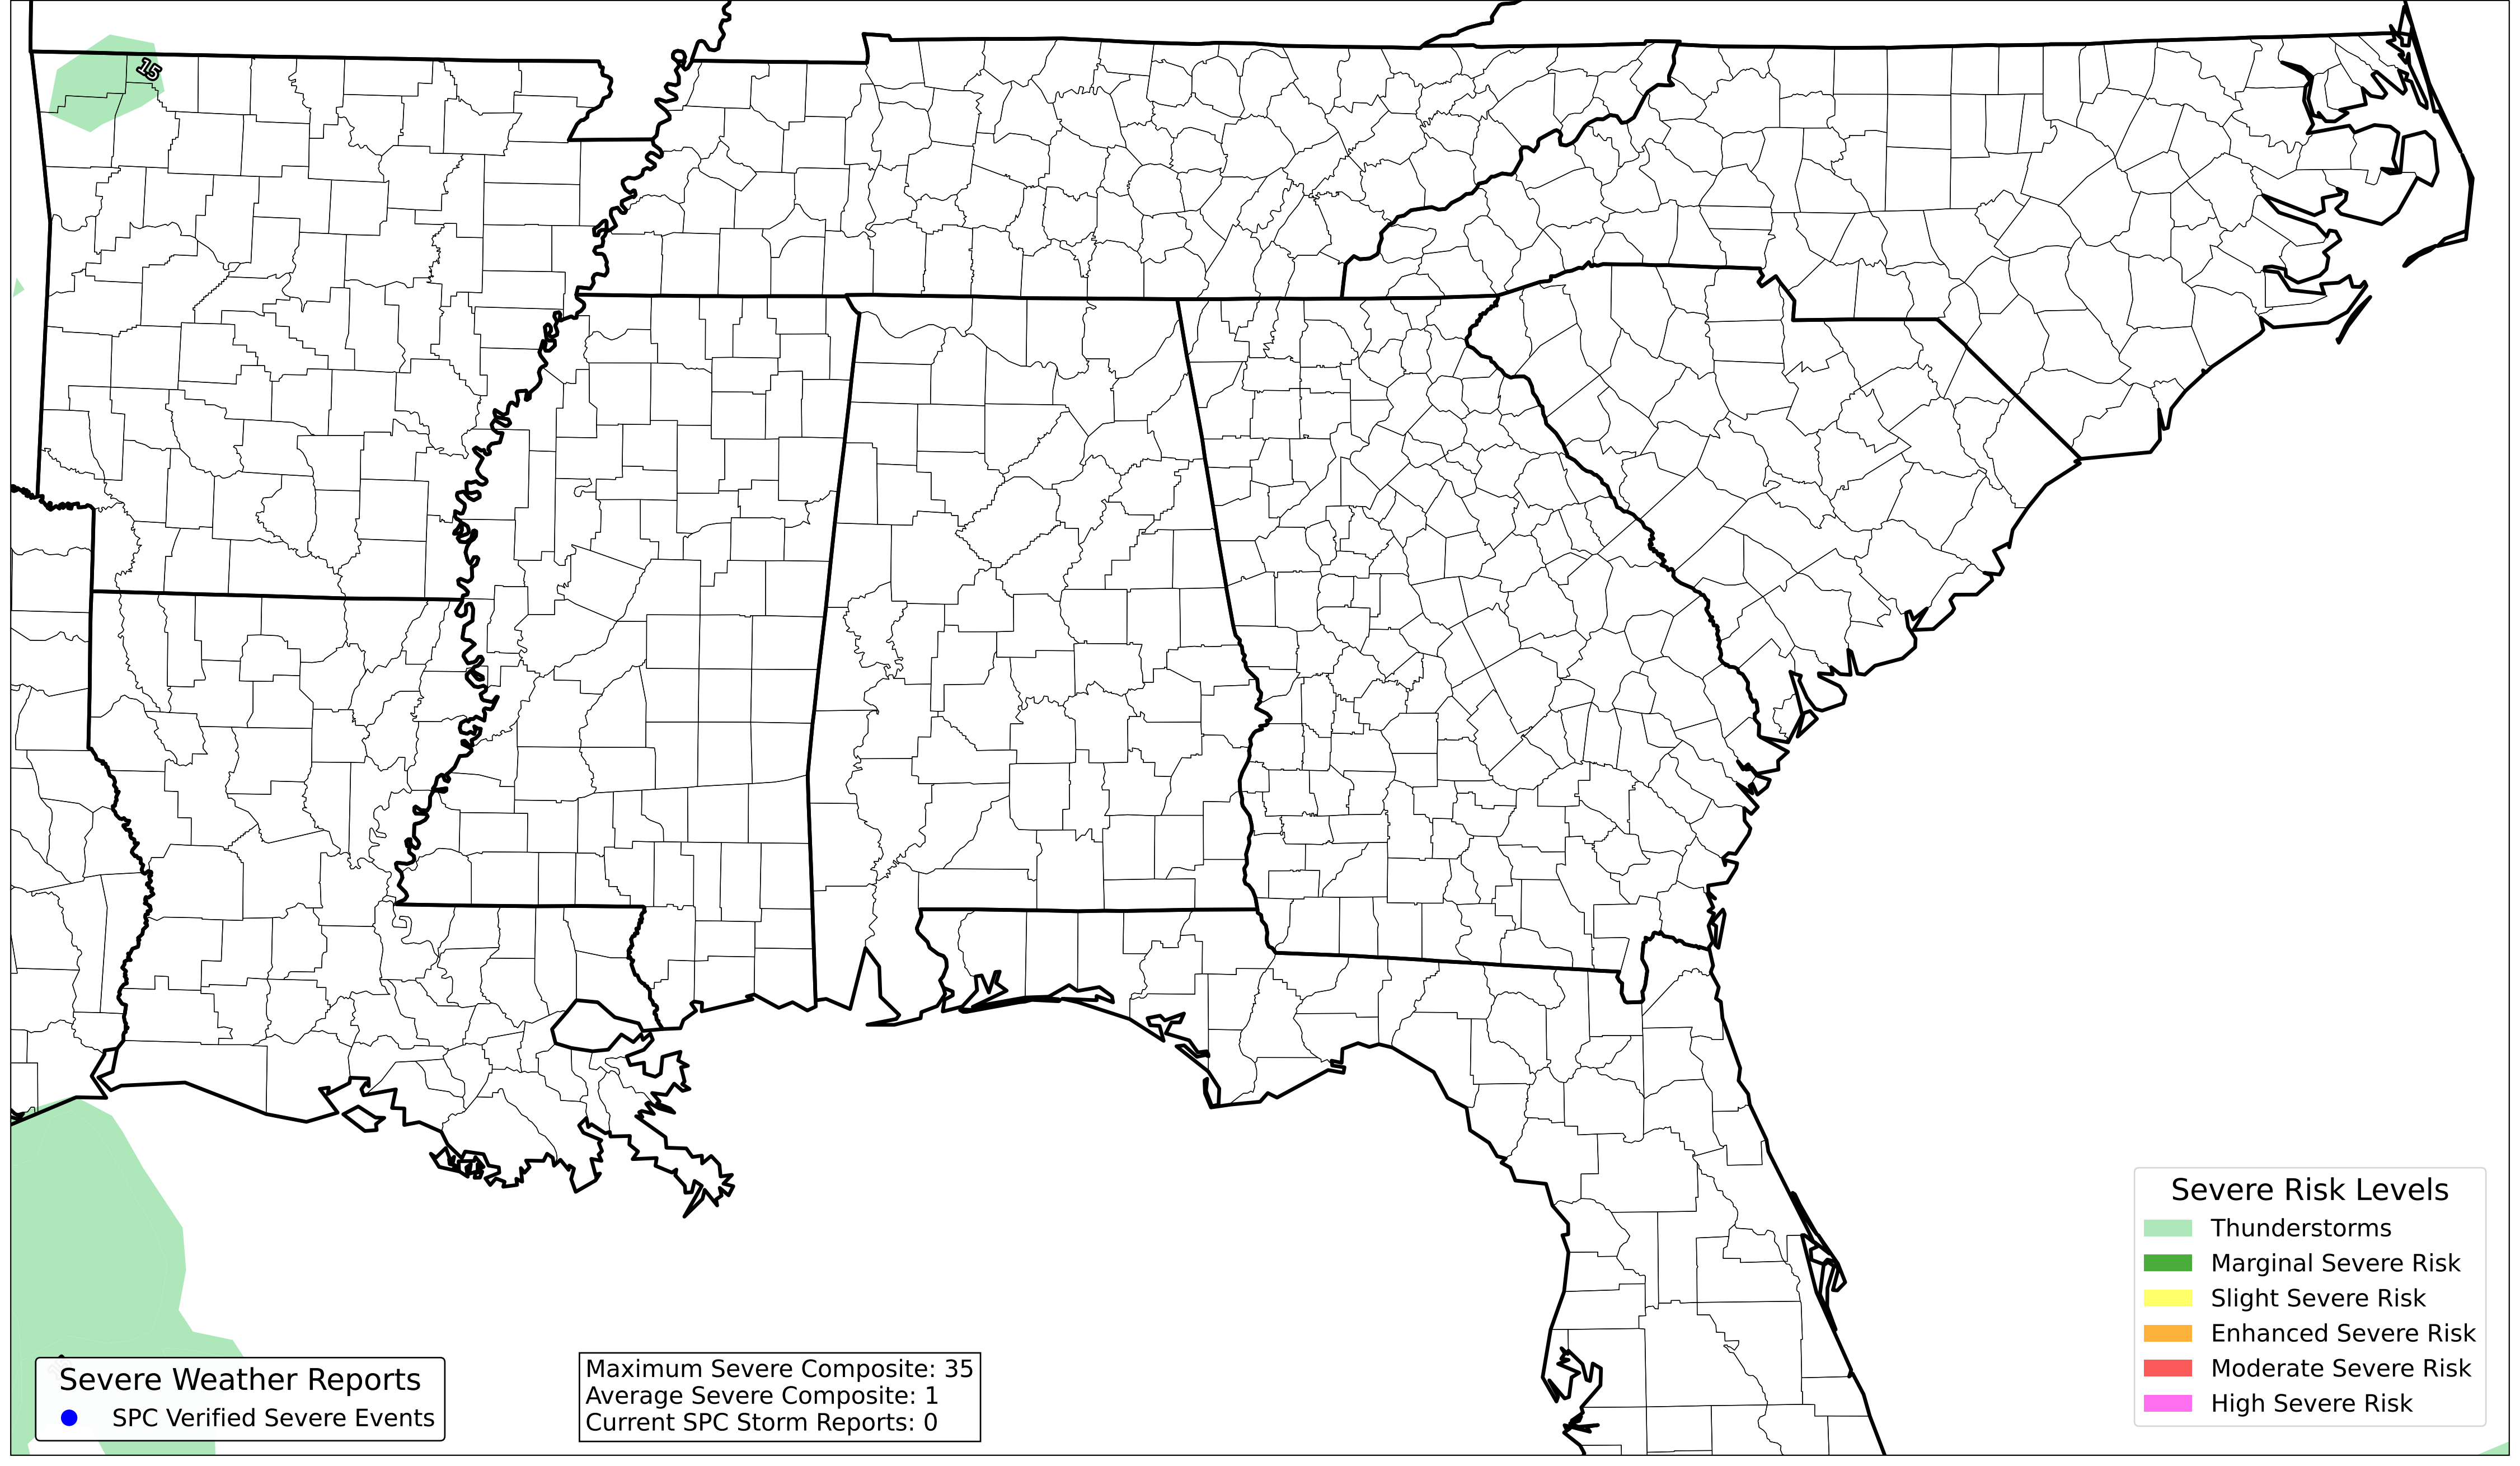 15
Severe Risk Levels
Thunderstorms
Marginal Severe Risk
Slight Severe Risk
Enhanced Severe Risk
Moderate Severe Risk
High Severe Risk
Severe Weather Reports
SPC Verified Severe Events
Maximum Severe Composite: 35
Average Severe Composite: 1
Current SPC Storm Reports: 0